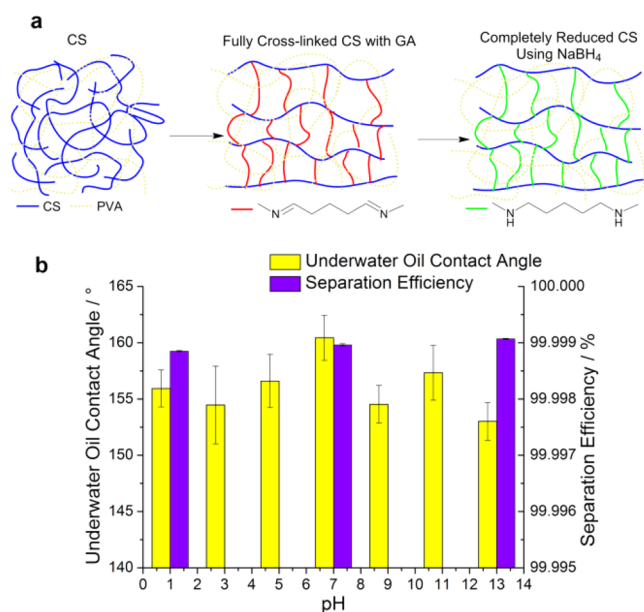 a
CS
Fully Cross-linked CS with GA
Completely Reduced CS
Using NaBH₄
CS
PVA
N
N
N
H
N
H
b
Underwater Oil Contact Angle
Separation Efficiency
Underwater Oil Contact Angle / °
165
160
155
150
145
140
100.000
99.999
99.998
99.997
99.996
99.995
Separation Efficiency / %
0 1 2 3 4 5 6 7 8 9 10 11 12 13 14
pH